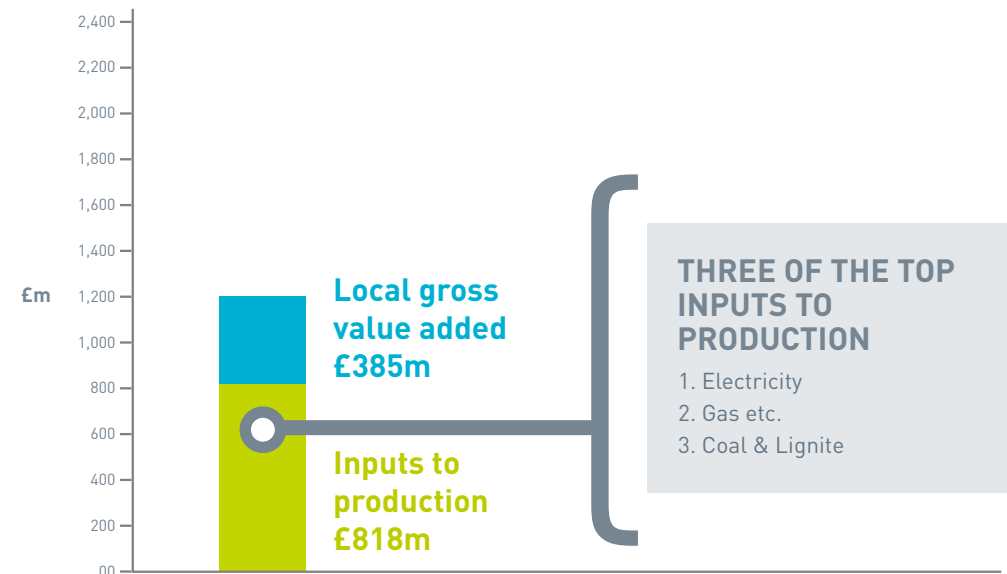 2,400
2,200
2,000
1,800
1,600
1,400
£m 1,200
1,000
800
600
400
200
00
Local gross
value added
£385m
Inputs to
production
£818m
THREE OF THE TOP
INPUTS TO
PRODUCTION
1. Electricity
2. Gas etc.
3. Coal & Lignite